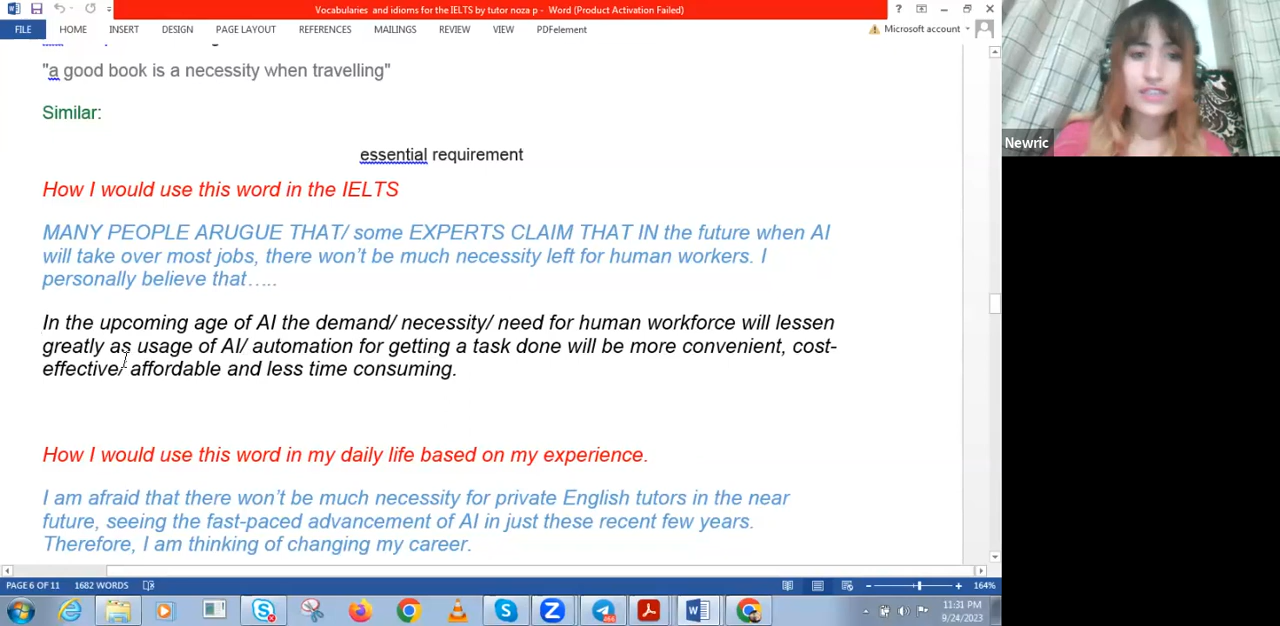 Vocabularies and idioms for the IELTS by tutor noza p - Word (Product Activation Failed)
FILE HOME INSERT DESIGN PAGE LAYOUT REFERENCES MAILINGS REVIEW VIEW PDFelement Microsoft account
"a good book is a necessity when travelling"
Similar:
essential requirement
How I would use this word in the IELTS
MANY PEOPLE ARUGUE THAT/ some EXPERTS CLAIM THAT IN the future when AI
will take over most jobs, there won't be much necessity left for human workers. I
personally believe that…..
In the upcoming age of AI the demand/ necessity/ need for human workforce will lessen
greatly as usage of AI/ automation for getting a task done will be more convenient, cost-
effective/ affordable and less time consuming.
How I would use this word in my daily life based on my experience.
I am afraid that there won't be much necessity for private English tutors in the near
future, seeing the fast-paced advancement of AI in just these recent few years.
Therefore, I am thinking of changing my career.
PAGE 6 OF 11 1682 WORDS 164%
11:31 PM
9/24/2023
Newric